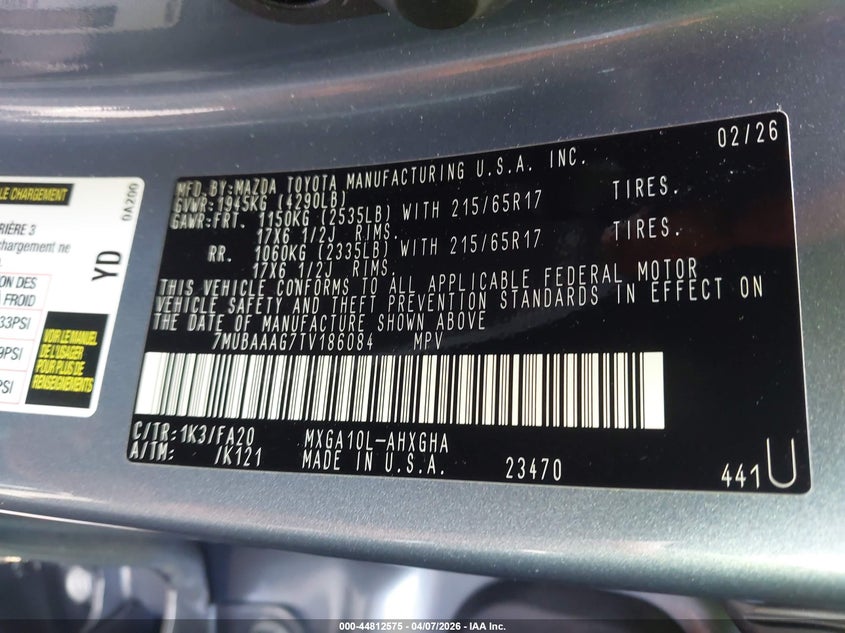 LE CHARGEMENT
0A200
RIÈRE 3
chargement ne
YD
ON DES
FROID
33PSI
9PSI
PSI
VOIR LE MANUEL
DE L'USAGER
POUR PLUS DE
RENSEIGNEMENTS
02/26
MFD.BY:MAZDA TOYOTA MANUFACTURING U.S.A. INC.
GVWR:1945KG (4290LB)
GAWR:FRT. 1150KG (2535LB) WITH 215/65R17 TIRES.
17X6 1/2J RIMS.
RR. 1060KG (2335LB) WITH 215/65R17 TIRES.
17X6 1/2J RIMS.
THIS VEHICLE CONFORMS TO ALL APPLICABLE FEDERAL MOTOR
VEHICLE SAFETY AND THEFT PREVENTION STANDARDS IN EFFECT ON
THE DATE OF MANUFACTURE SHOWN ABOVE
7MUBAAAG7TV186084 MPV
C/TR:1K3/FA20 MXGA10L-AHXGHA
A/TM: /K121 MADE IN U.S.A. 23470 441U
000-44812575 - 04/07/2026 - IAA Inc.